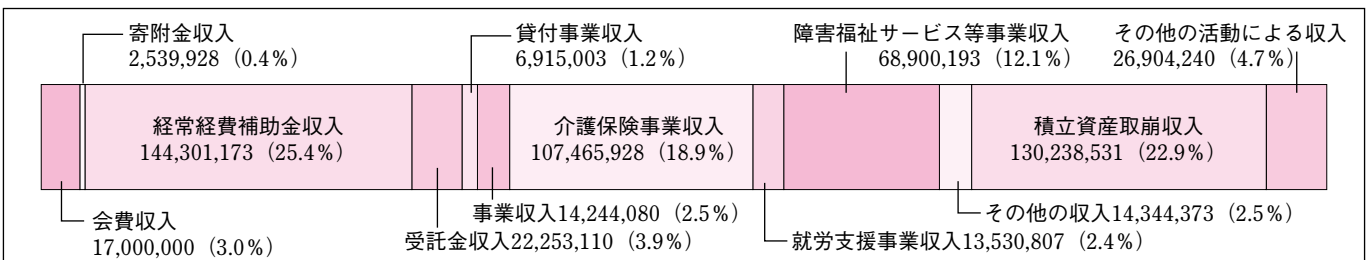 寄附金収入
2,539,928（0.4％）
貸付事業収入
6,915,003（1.2％）
障害福祉サービス等事業収入
68,900,193（12.1％）
その他の活動による収入
26,904,240（4.7％）
経常経費補助金収入
144,301,173（25.4％）
介護保険事業収入
107,465,928（18.9％）
積立資産取崩収入
130,238,531（22.9％）
会費収入
17,000,000（3.0％）
事業収入14,244,080（2.5％）
受託金収入22,253,110（3.9％）
その他の収入14,344,373（2.5％）
就労支援事業収入13,530,807（2.4％）